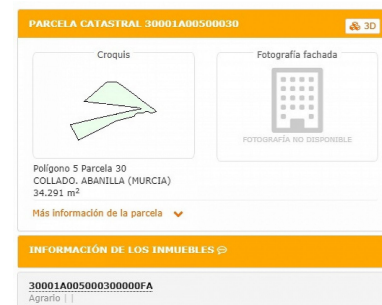 PARCELA CATASTRAL 30001A00500030
3D
Croquis
Fotografía fachada
FOTOGRAFÍA NO DISPONIBLE
Polígono 5 Parcela 30
COLLADO. ABANILLA (MURCIA)
34.291 m²
Más información de la parcela
INFORMACIÓN DE LOS INMUEBLES
30001A005000300000FA
Agrario | |